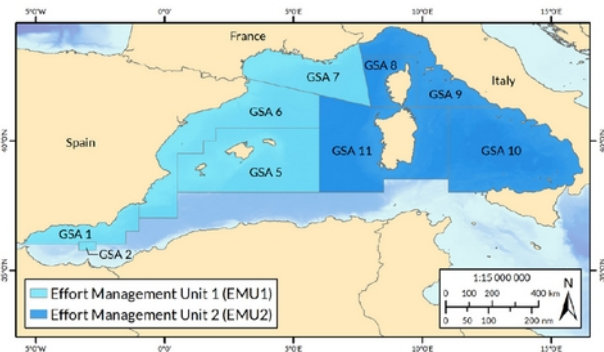 5°0'W 0°0' 5°0'E 10°0'E 15°0'E
France
GSA 8
GSA 7
Italy
GSA 9
GSA 6
40°0'N
Spain
40°0'N
GSA 11
GSA 10
GSA 5
GSA 1
GSA 2
35°0'N
35°0'N
1:15 000 000
N
0 100 200 400 km
0 50 100 200 nm
Effort Management Unit 1 (EMU1)
Effort Management Unit 2 (EMU2)
5°0'W 0°0' 5°0'E 10°0'E 15°0'E